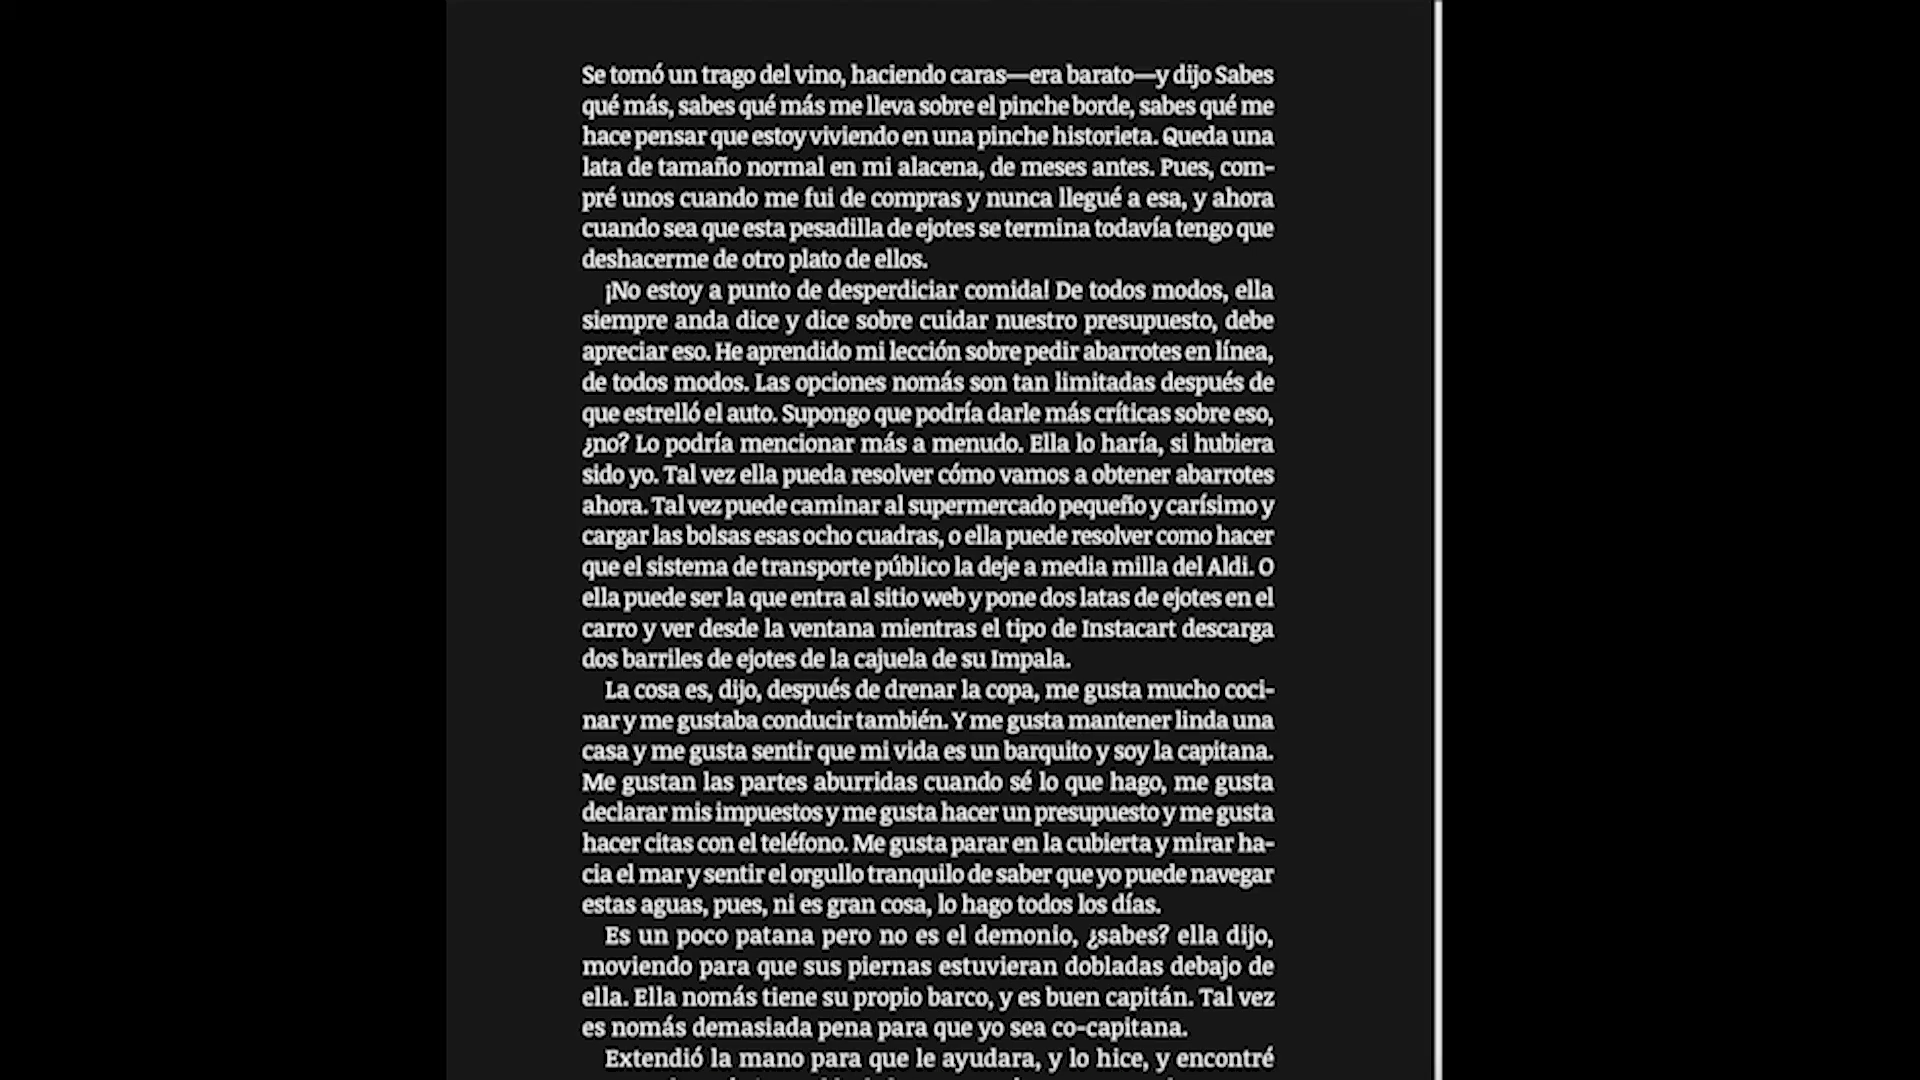 Se tomó un trago del vino, haciendo caras—era barato—y dijo Sabes
qué más, sabes qué más me lleva sobre el pinche borde, sabes qué me
hace pensar que estoy viviendo en una pinche historieta. Queda una
lata de tamaño normal en mi alacena, de meses antes. Pues, com-
pré unos cuando me fui de compras y nunca llegué a esa, y ahora
cuando sea que esta pesadilla de ejotes se termina todavía tengo que
deshacerme de otro plato de ellos.
¡No estoy a punto de desperdiciar comida! De todos modos, ella
siempre anda dice y dice sobre cuidar nuestro presupuesto, debe
apreciar eso. He aprendido mi lección sobre pedir abarrotes en línea,
de todos modos. Las opciones nomás son tan limitadas después de
que estrelló el auto. Supongo que podría darle más críticas sobre eso,
¿no? Lo podría mencionar más a menudo. Ella lo haría, si hubiera
sido yo. Tal vez ella pueda resolver cómo vamos a obtener abarrotes
ahora. Tal vez puede caminar al supermercado pequeño y carísimo y
cargar las bolsas esas ocho cuadras, o ella puede resolver como hacer
que el sistema de transporte público la deje a media milla del Aldi. O
ella puede ser la que entra al sitio web y pone dos latas de ejotes en el
carro y ver desde la ventana mientras el tipo de Instacart descarga
dos barriles de ejotes de la cajuela de su Impala.
La cosa es, dijo, después de drenar la copa, me gusta mucho coci-
nar y me gustaba conducir también. Y me gusta mantener linda una
casa y me gusta sentir que mi vida es un barquito y soy la capitana.
Me gustan las partes aburridas cuando sé lo que hago, me gusta
declarar mis impuestos y me gusta hacer un presupuesto y me gusta
hacer citas con el teléfono. Me gusta parar en la cubierta y mirar ha-
cia el mar y sentir el orgullo tranquilo de saber que yo puede navegar
estas aguas, pues, ni es gran cosa, lo hago todos los días.
Es un poco patana pero no es el demonio, ¿sabes? ella dijo,
moviendo para que sus piernas estuvieran dobladas debajo de
ella. Ella nomás tiene su propio barco, y es buen capitán. Tal vez
es nomás demasiada pena para que yo sea co-capitana.
Extendió la mano para que le ayudara, y lo hice, y encontré